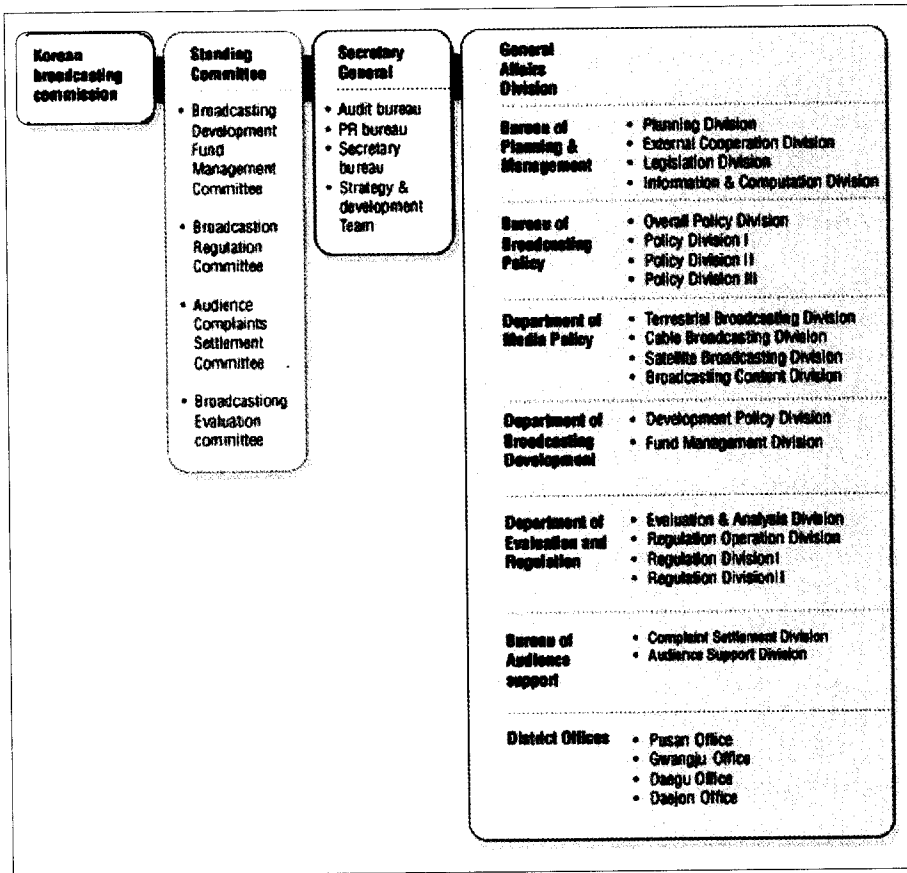 Korean
broadcasting
commission
Standing
Committee
• Broadcasting
Development
Fund
Management
Committee
• Broadcastion
Regulation
Committee
• Audience
Complaints
Settlement
Committee
• Broadcastiong
Evaluation
committee
Secretary
General
• Audit bureau
• PR bureau
• Secretary
bureau
• Strategy &
development
Team
General
Affairs
Division
Bureau of
Planning &
Management
• Planning Division
• External Cooperation Division
• Legislation Division
• Information & Computation Division
Bureau of
Broadcasting
Policy
• Overall Policy Division
• Policy Division I
• Policy Division II
• Policy Division III
Department of
Media Policy
• Terrestrial Broadcasting Division
• Cable Broadcasting Division
• Satellite Broadcasting Division
• Broadcasting Content Division
Department of
Broadcasting
Development
• Development Policy Division
• Fund Management Division
Department of
Evaluation and
Regulation
• Evaluation & Analysis Division
• Regulation Operation Division
• Regulation Division I
• Regulation Division II
Bureau of
Audience
support
• Complaint Settlement Division
• Audience Support Division
District Offices
• Pusan Office
• Gwangju Office
• Daegu Office
• Daejon Office